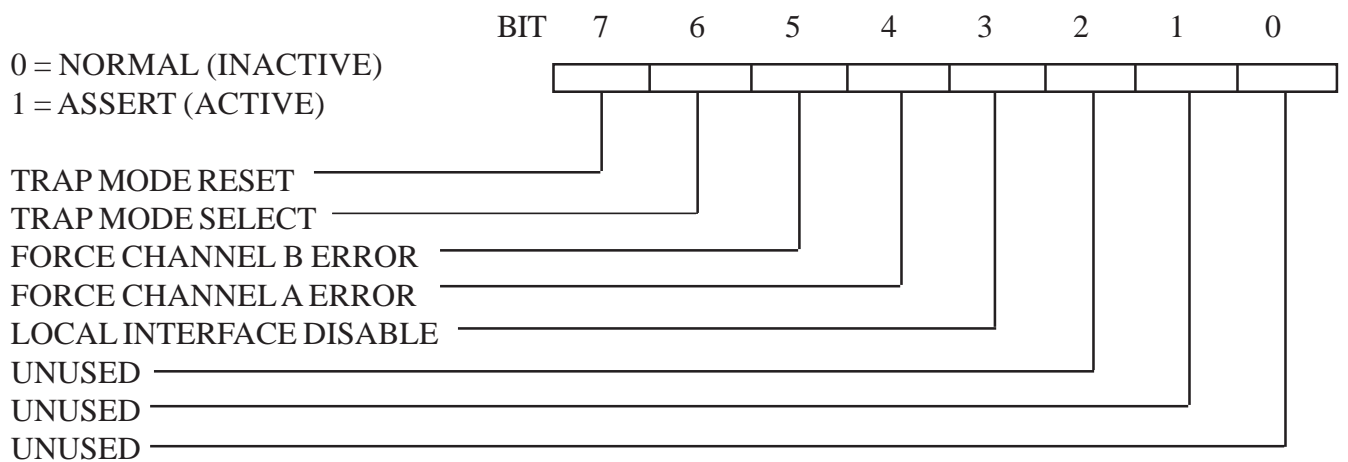 BIT 7 6 5 4 3 2 1 0
0 = NORMAL (INACTIVE)
1 = ASSERT (ACTIVE)
TRAP MODE RESET
TRAP MODE SELECT
FORCE CHANNEL B ERROR
FORCE CHANNEL A ERROR
LOCAL INTERFACE DISABLE
UNUSED
UNUSED
UNUSED